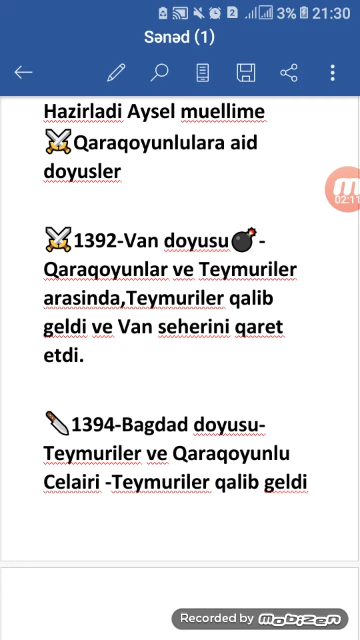 3% 21:30
Sənəd (1)
Hazirladi Aysel muellime
⚔Qaraqoyunlulara aid
doyusler
02:11
⚔1392-Van doyusu💣-
Qaraqoyunlar ve Teymuriler
arasinda,Teymuriler qalib
geldi ve Van seherini qaret
etdi.
🔪1394-Bagdad doyusu-
Teymuriler ve Qaraqoyunlu
Celairi -Teymuriler qalib geldi
Recorded by mobizen